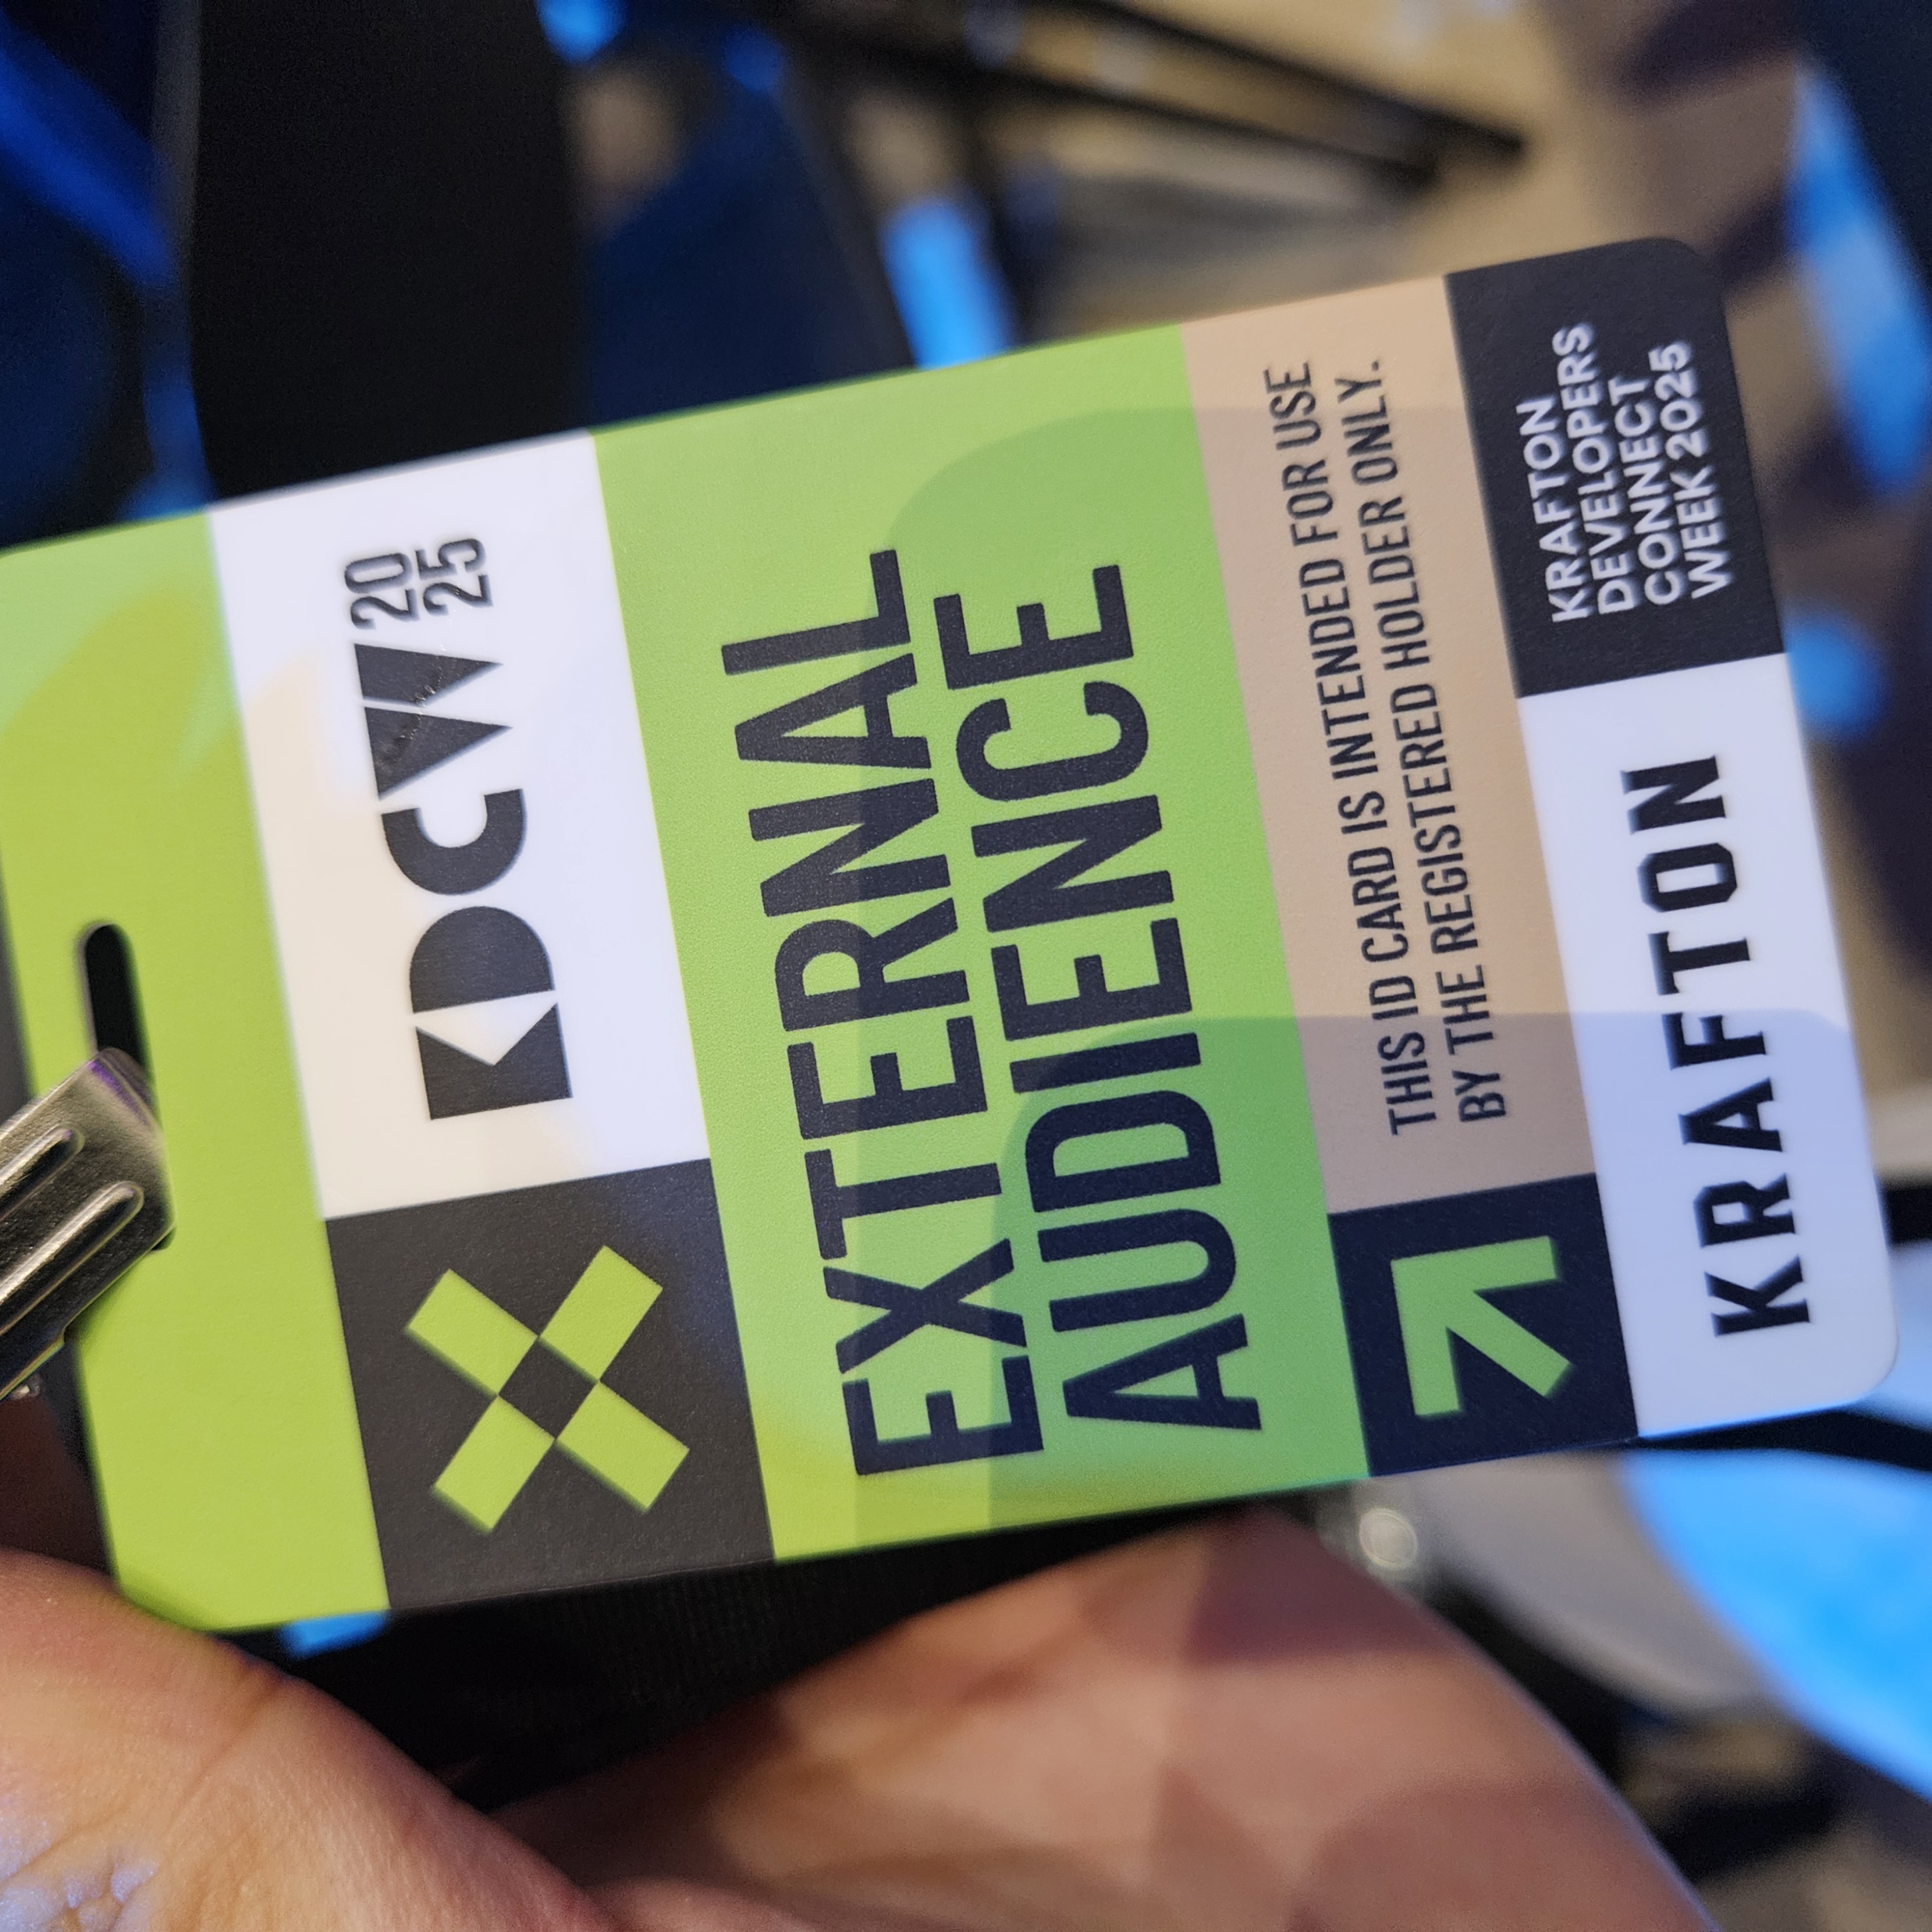 KDCW 20
25
EXTERNAL
AUDIENCE
THIS ID CARD IS INTENDED FOR USE
BY THE REGISTERED HOLDER ONLY.
KRAFTON
KRAFTON
DEVELOPERS
CONNECT
WEEK 2025